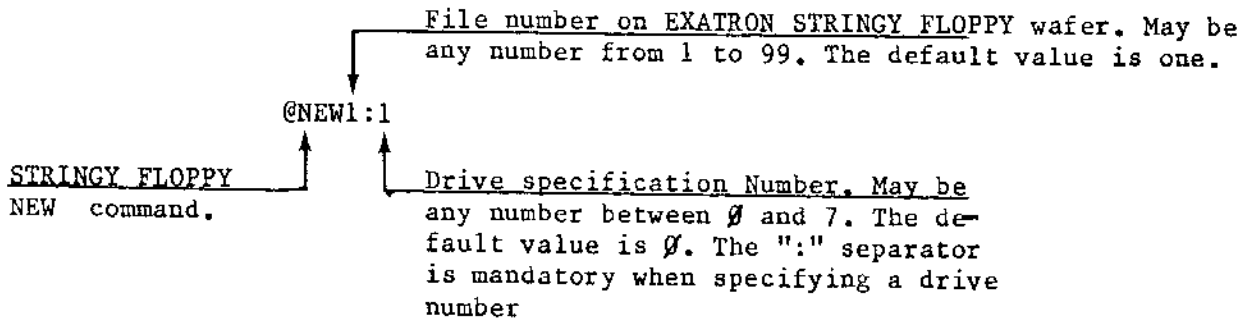 File number on EXATRON STRINGY FLOPPY wafer. May be
any number from 1 to 99. The default value is one.
@NEW1:1
STRINGY FLOPPY
NEW command.
Drive specification Number. May be
any number between Ø and 7. The de-
fault value is Ø. The ":" separator
is mandatory when specifying a drive
number